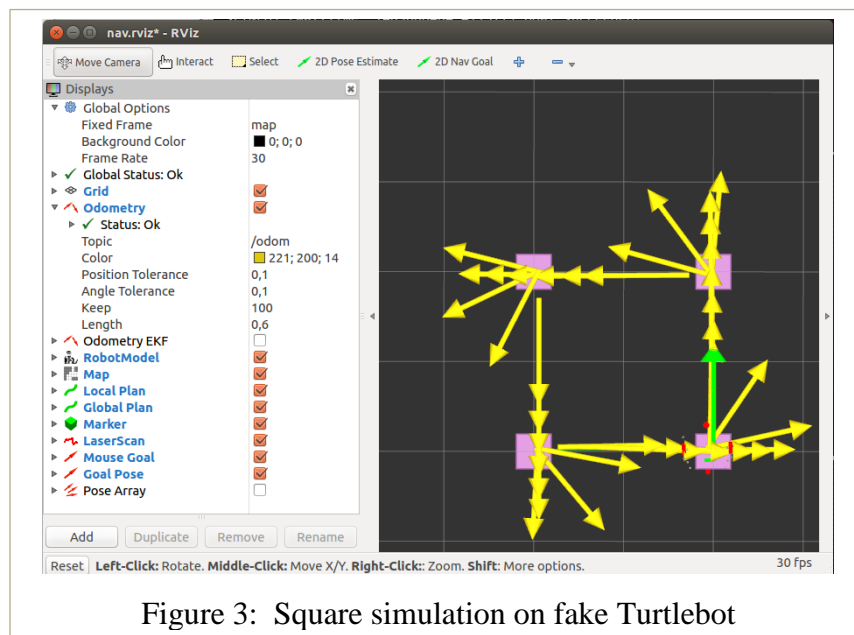 nav.rviz* - RViz
Move Camera Interact Select 2D Pose Estimate 2D Nav Goal
Displays
Global Options
Fixed Frame map
Background Color 0; 0; 0
Frame Rate 30
Global Status: Ok
Grid
Odometry
Status: Ok
Topic /odom
Color 221; 200; 14
Position Tolerance 0,1
Angle Tolerance 0,1
Keep 100
Length 0,6
Odometry EKF
RobotModel
Map
Local Plan
Global Plan
Marker
LaserScan
Mouse Goal
Goal Pose
Pose Array
Add Duplicate Remove Rename
Reset Left-Click: Rotate. Middle-Click: Move X/Y. Right-Click:: Zoom. Shift: More options. 30 fps
Figure 3: Square simulation on fake Turtlebot